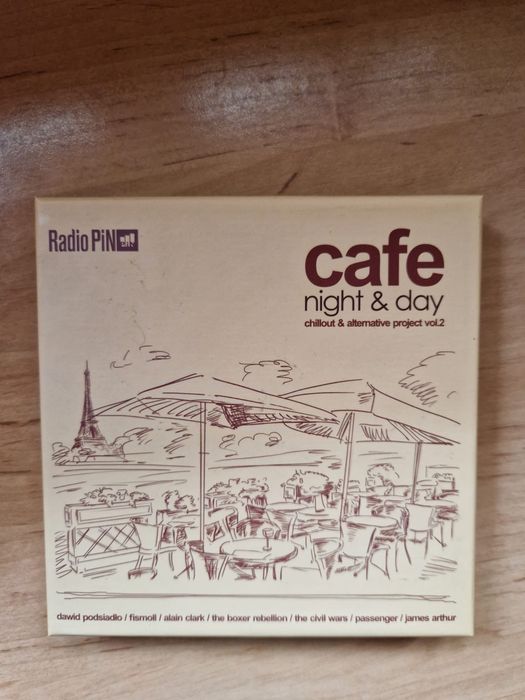 Radio PiN
cafe
night & day
chillout & alternative project vol.2
dawid podsiadło / fismoll / alain clark / the boxer rebellion / the civil wars / passenger / james arthur